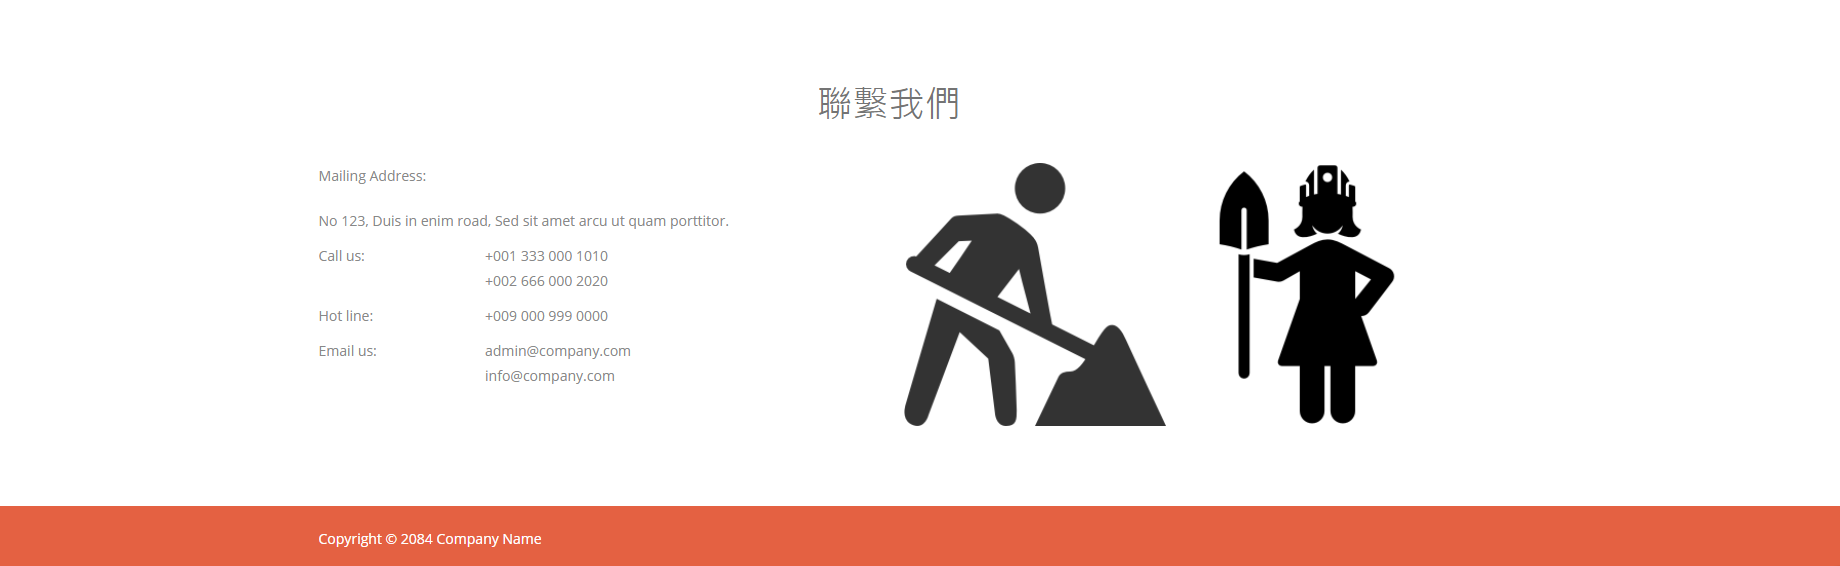 聯繫我們
Mailing Address:
No 123, Duis in enim road, Sed sit amet arcu ut quam porttitor.
Call us: +001 333 000 1010
+002 666 000 2020
Hot line: +009 000 999 0000
Email us: admin@company.com
info@company.com
Copyright © 2084 Company Name